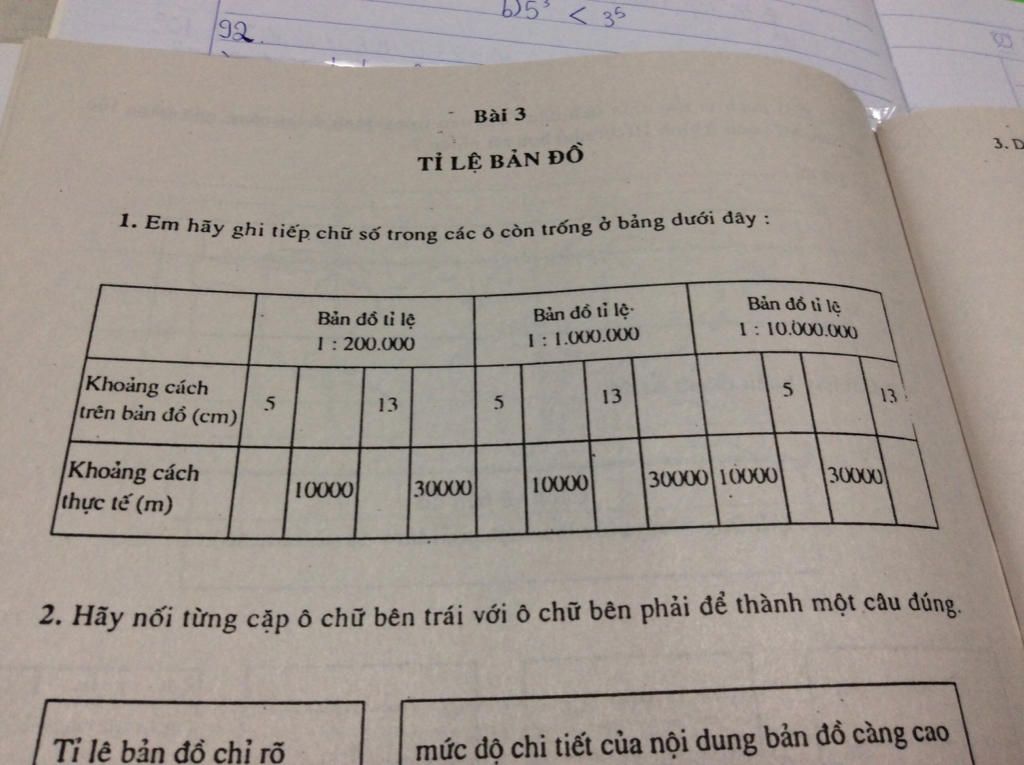 b) 5³ < 3⁵
92.
Bài 3
TỈ LỆ BẢN ĐỒ
3. D
1. Em hãy ghi tiếp chữ số trong các ô còn trống ở bảng dưới đây :
Bản đồ tỉ lệ Bản đồ tỉ lệ Bản đồ tỉ lệ
1 : 200.000 1 : 1.000.000 1 : 10.000.000
Khoảng cách
trên bản đồ (cm) 5 13 5 13 5 13
Khoảng cách
thực tế (m) 10000 30000 10000 30000 10000 30000
2. Hãy nối từng cặp ô chữ bên trái với ô chữ bên phải để thành một câu đúng.
Tỉ lê bản đồ chỉ rõ mức độ chi tiết của nội dung bản đồ càng cao